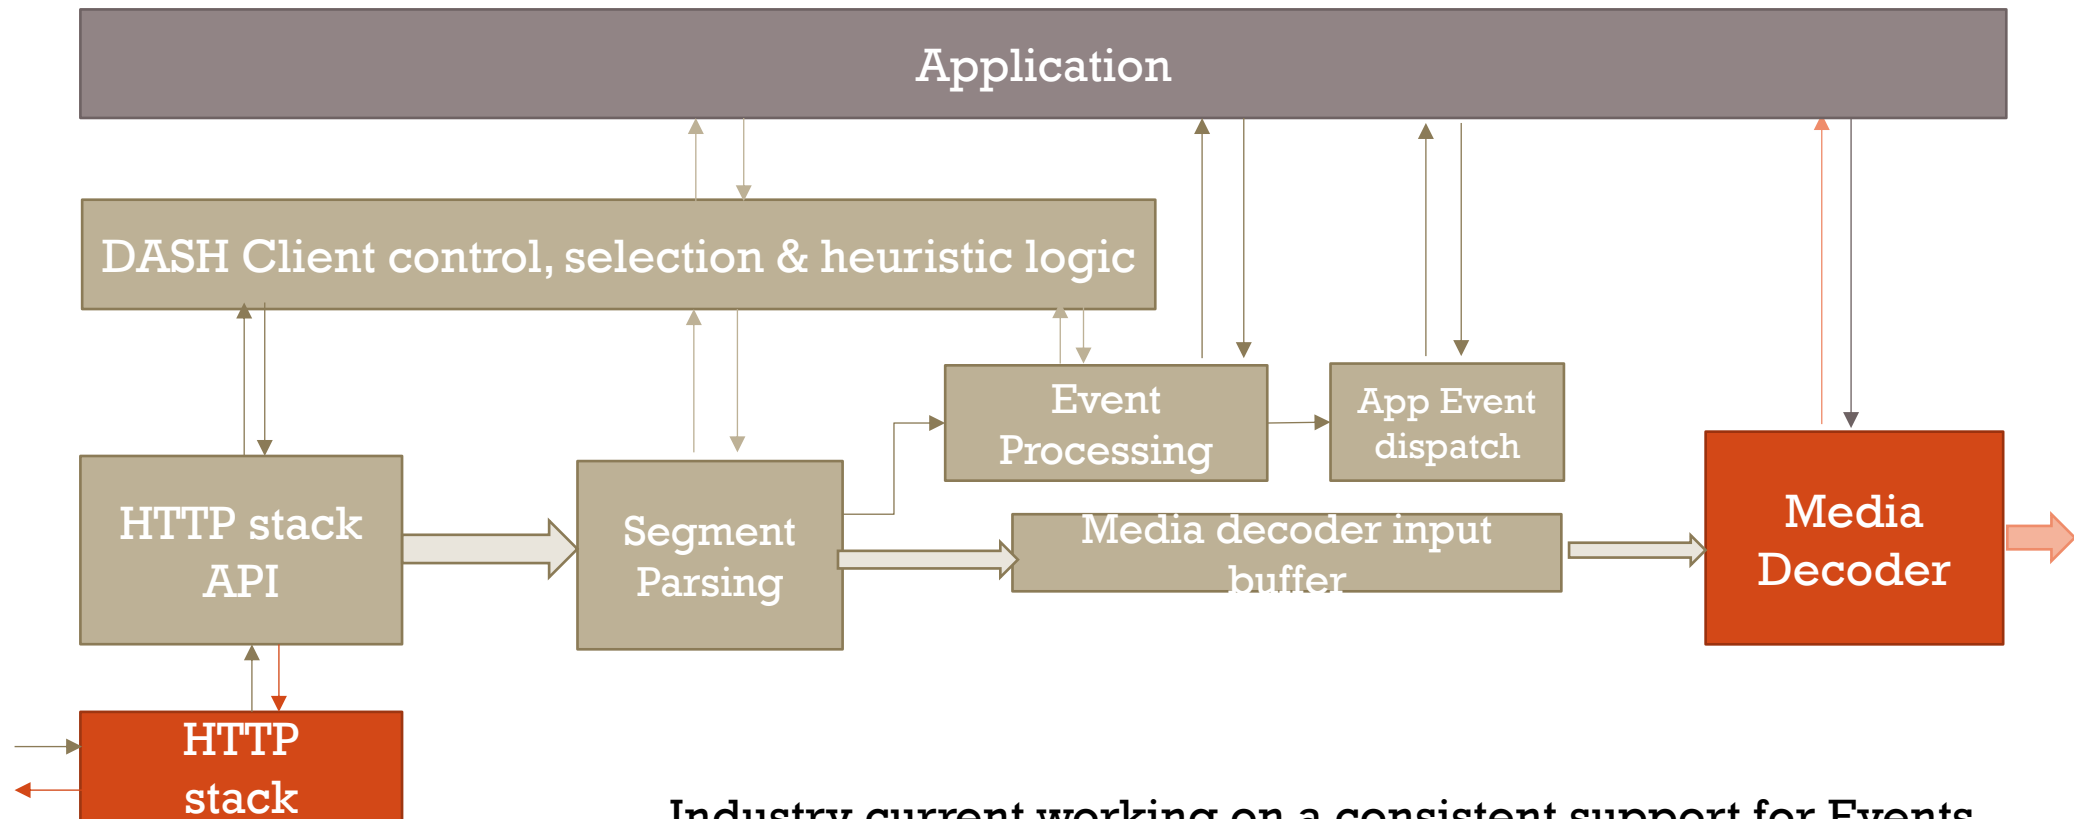 Application
DASH Client control, selection & heuristic logic
Event
Processing
App Event
dispatch
HTTP stack
API
Segment
Parsing
Media decoder input
buffer
Media
Decoder
HTTP
stack
Industry current working on a consistent support for Events